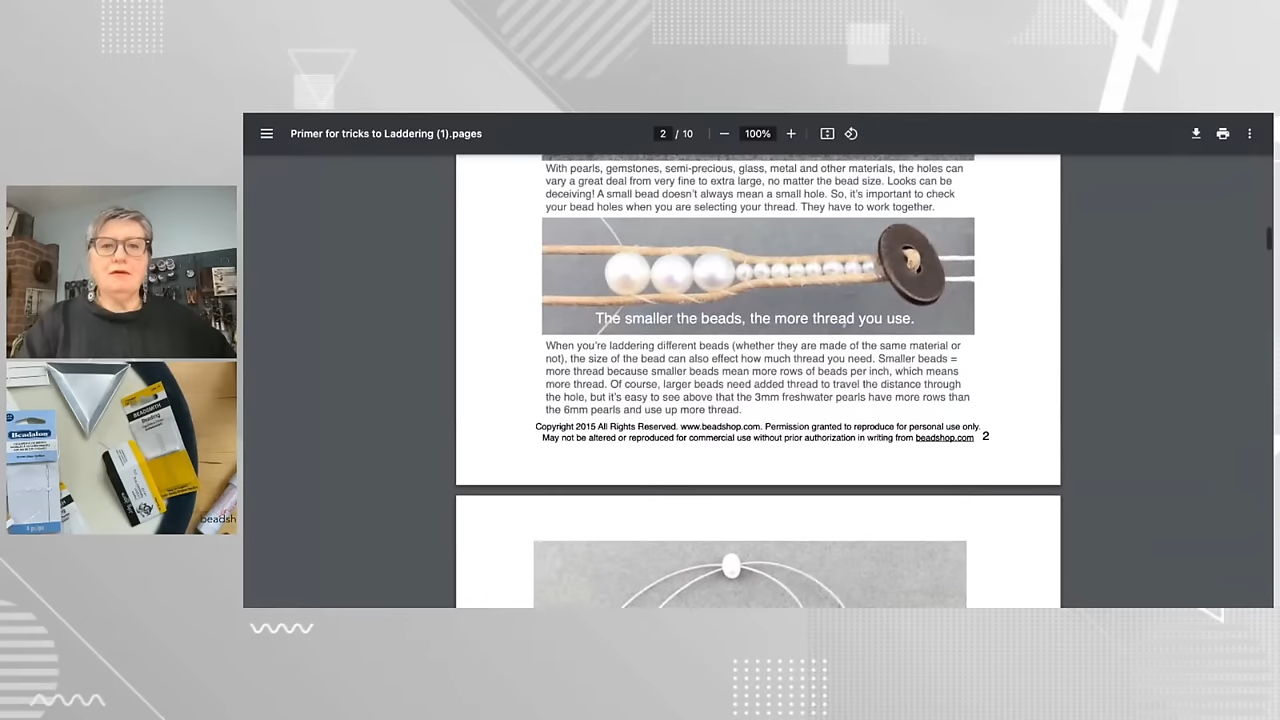 Primer for tricks to Laddering (1).pages
2 / 10
100%
With pearls, gemstones, semi-precious, glass, metal and other materials, the holes can
vary a great deal from very fine to extra large, no matter the bead size. Looks can be
deceiving! A small bead doesn't always mean a small hole. So, it's important to check
your bead holes when you are selecting your thread. They have to work together.
The smaller the beads, the more thread you use.
When you're laddering different beads (whether they are made of the same material or
not), the size of the bead can also effect how much thread you need. Smaller beads =
more thread because smaller beads mean more rows of beads per inch, which means
more thread. Of course, larger beads need added thread to travel the distance through
the hole, but it's easy to see above that the 3mm freshwater pearls have more rows than
the 6mm pearls and use up more thread.
Copyright 2015 All Rights Reserved. www.beadshop.com. Permission granted to reproduce for personal use only.
May not be altered or reproduced for commercial use without prior authorization in writing from beadshop.com 2
BEADSMITH
Beading
Beadalon
beadsh